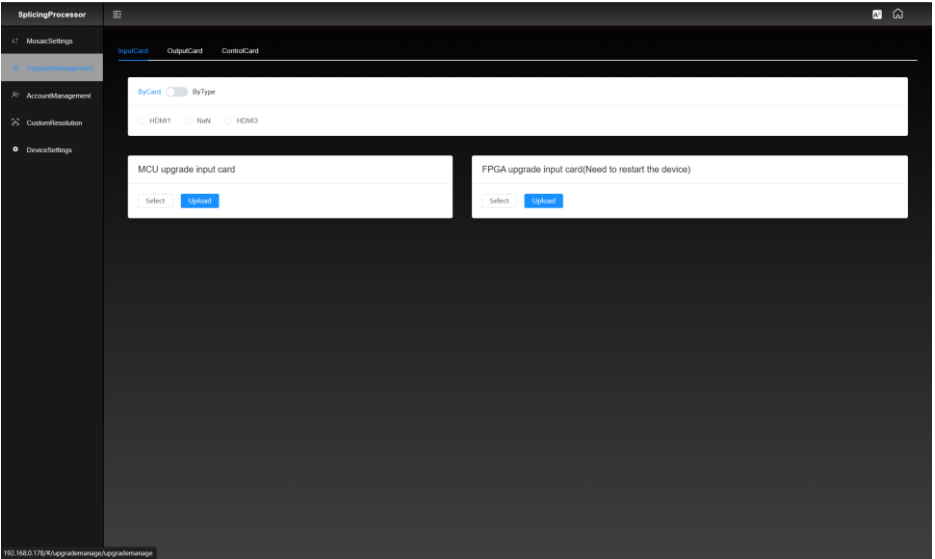 SplicingProcessor
MosaicSettings
UpgradeManagement
AccountManagement
CustomResolution
DeviceSettings
InputCard OutputCard ControlCard
ByCard ByType
HDMI1 NaN HDMI3
MCU upgrade input card
Select Upload
FPGA upgrade input card(Need to restart the device)
Select Upload
192.168.0.178/#/upgrademanage/upgrademanage